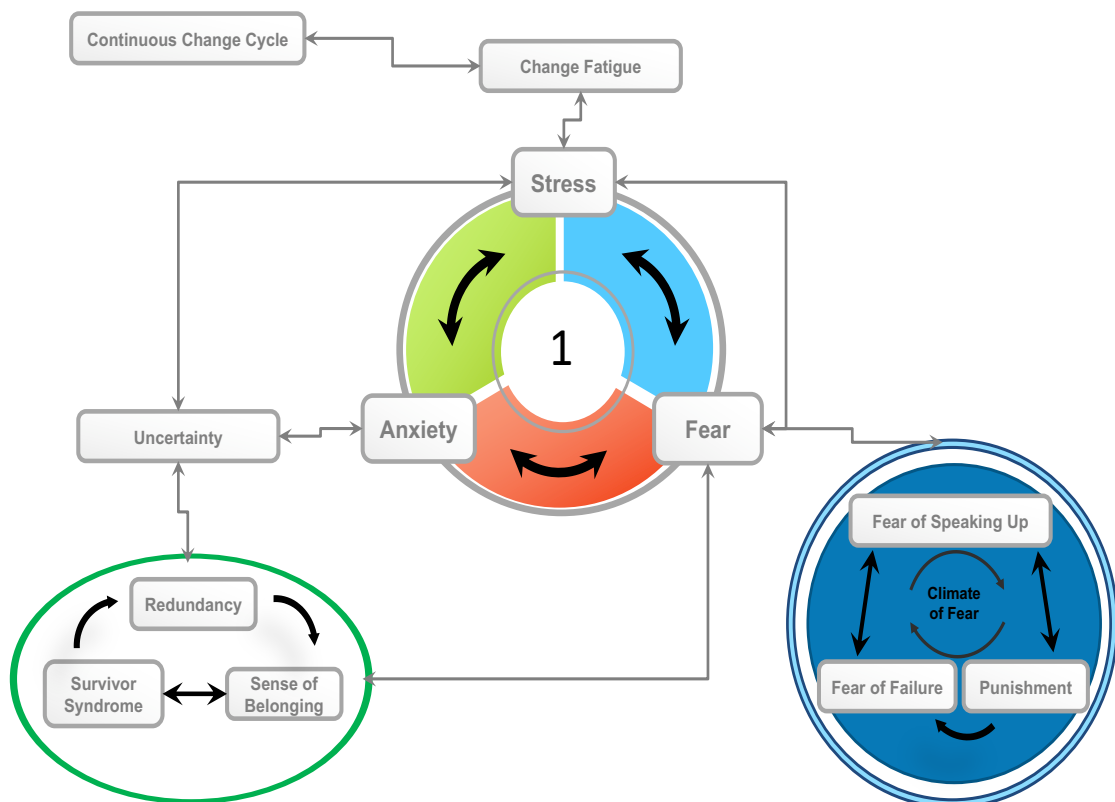 Continuous Change Cycle
Change Fatigue
Stress
1
Anxiety
Fear
Uncertainty
Fear of Speaking Up
Climate
of Fear
Redundancy
Survivor
Syndrome
Sense of
Belonging
Fear of Failure
Punishment